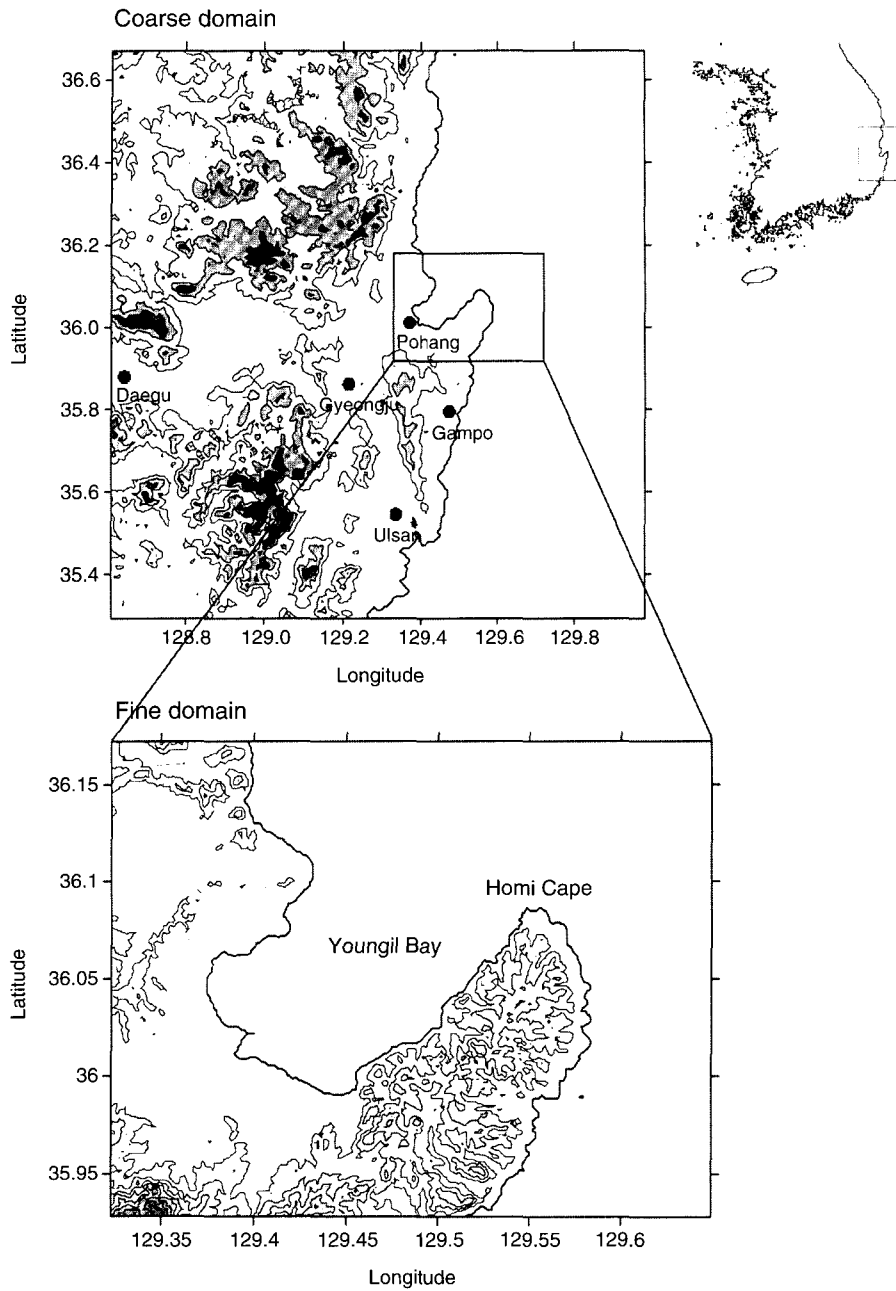 Coarse domain
36.6
36.4
36.2
36.0
35.8
35.6
35.4
Latitude
Pohang
Daegu
Gyeongju
Gampo
Ulsan
128.8 129.0 129.2 129.4 129.6 129.8
Longitude
Fine domain
36.15
36.1
36.05
36
35.95
Latitude
Homi Cape
Youngil Bay
129.35 129.4 129.45 129.5 129.55 129.6
Longitude